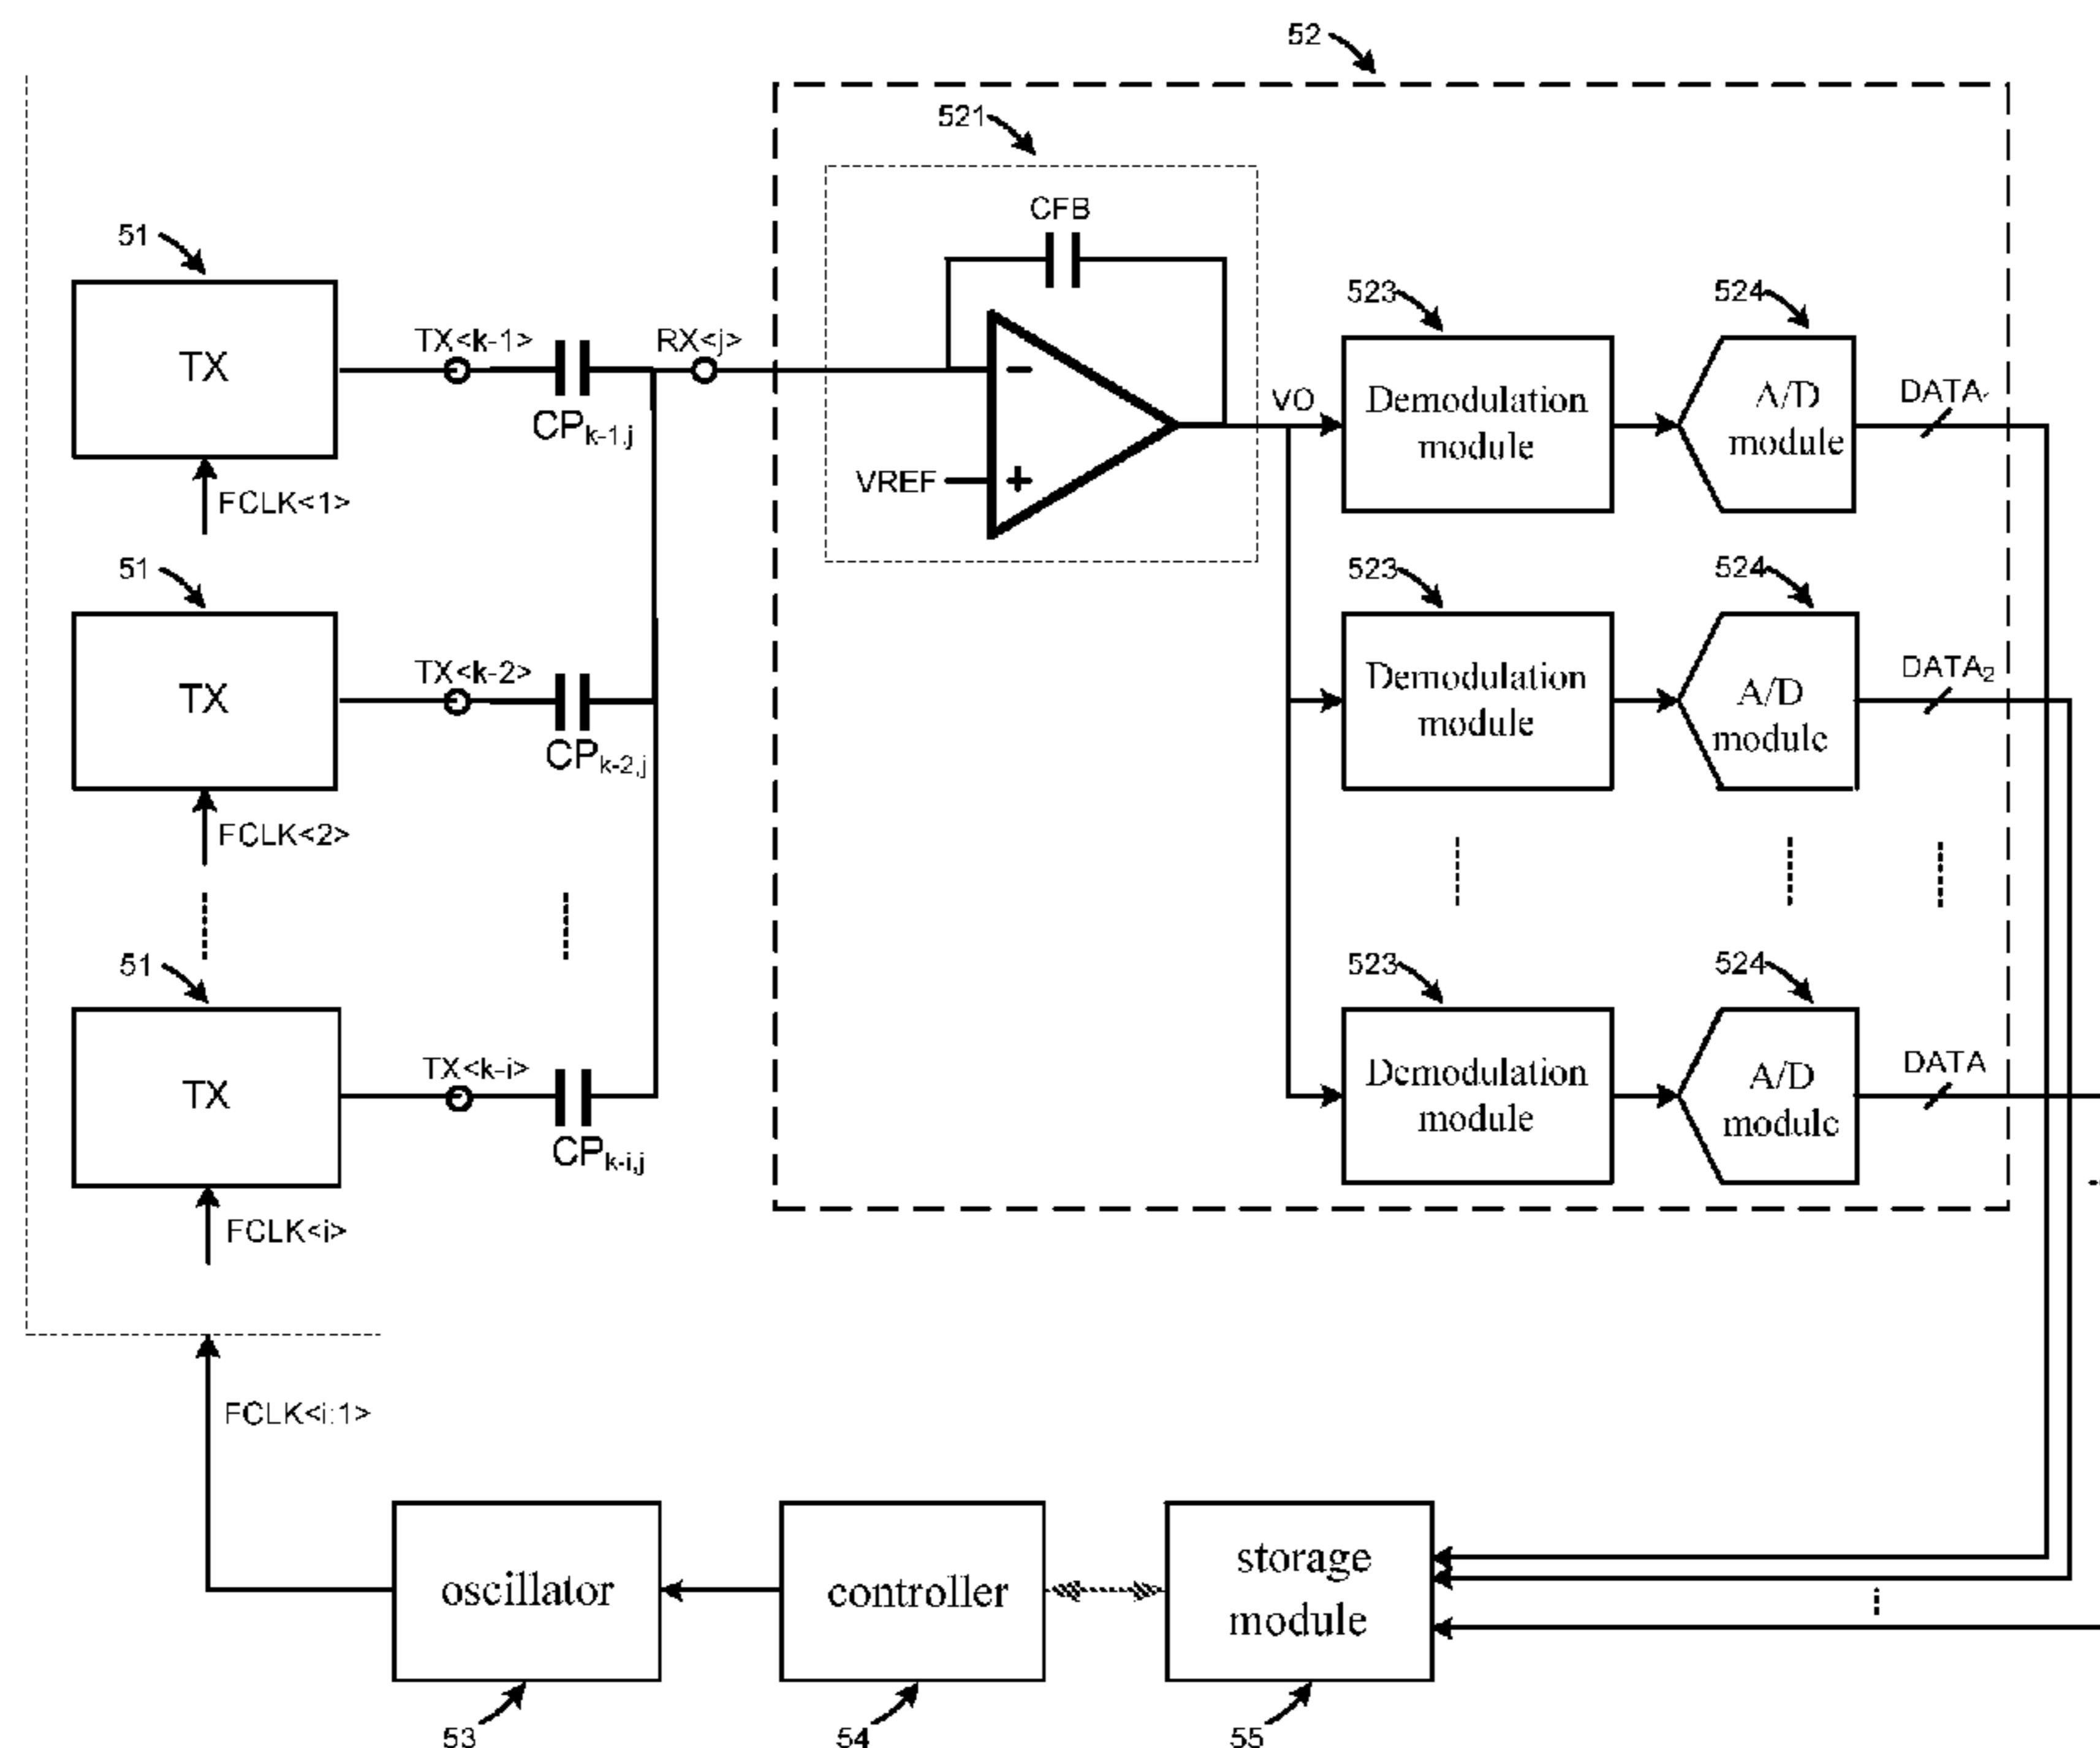 52
521
CFB
51
523
524
TX
TX<k-1>
RX<j>
CPk-1,j
VREF
-
+
VO
Demodulation
module
A/D
module
DATA1
FCLK<1>
51
523
524
TX
TX<k-2>
CPk-2,j
Demodulation
module
A/D
module
DATA2
FCLK<2>
51
523
524
TX
TX<k-i>
CPk-i,j
Demodulation
module
A/D
module
DATA
FCLK<i>
FCLK<i:1>
oscillator
controller
storage
module
53
54
55